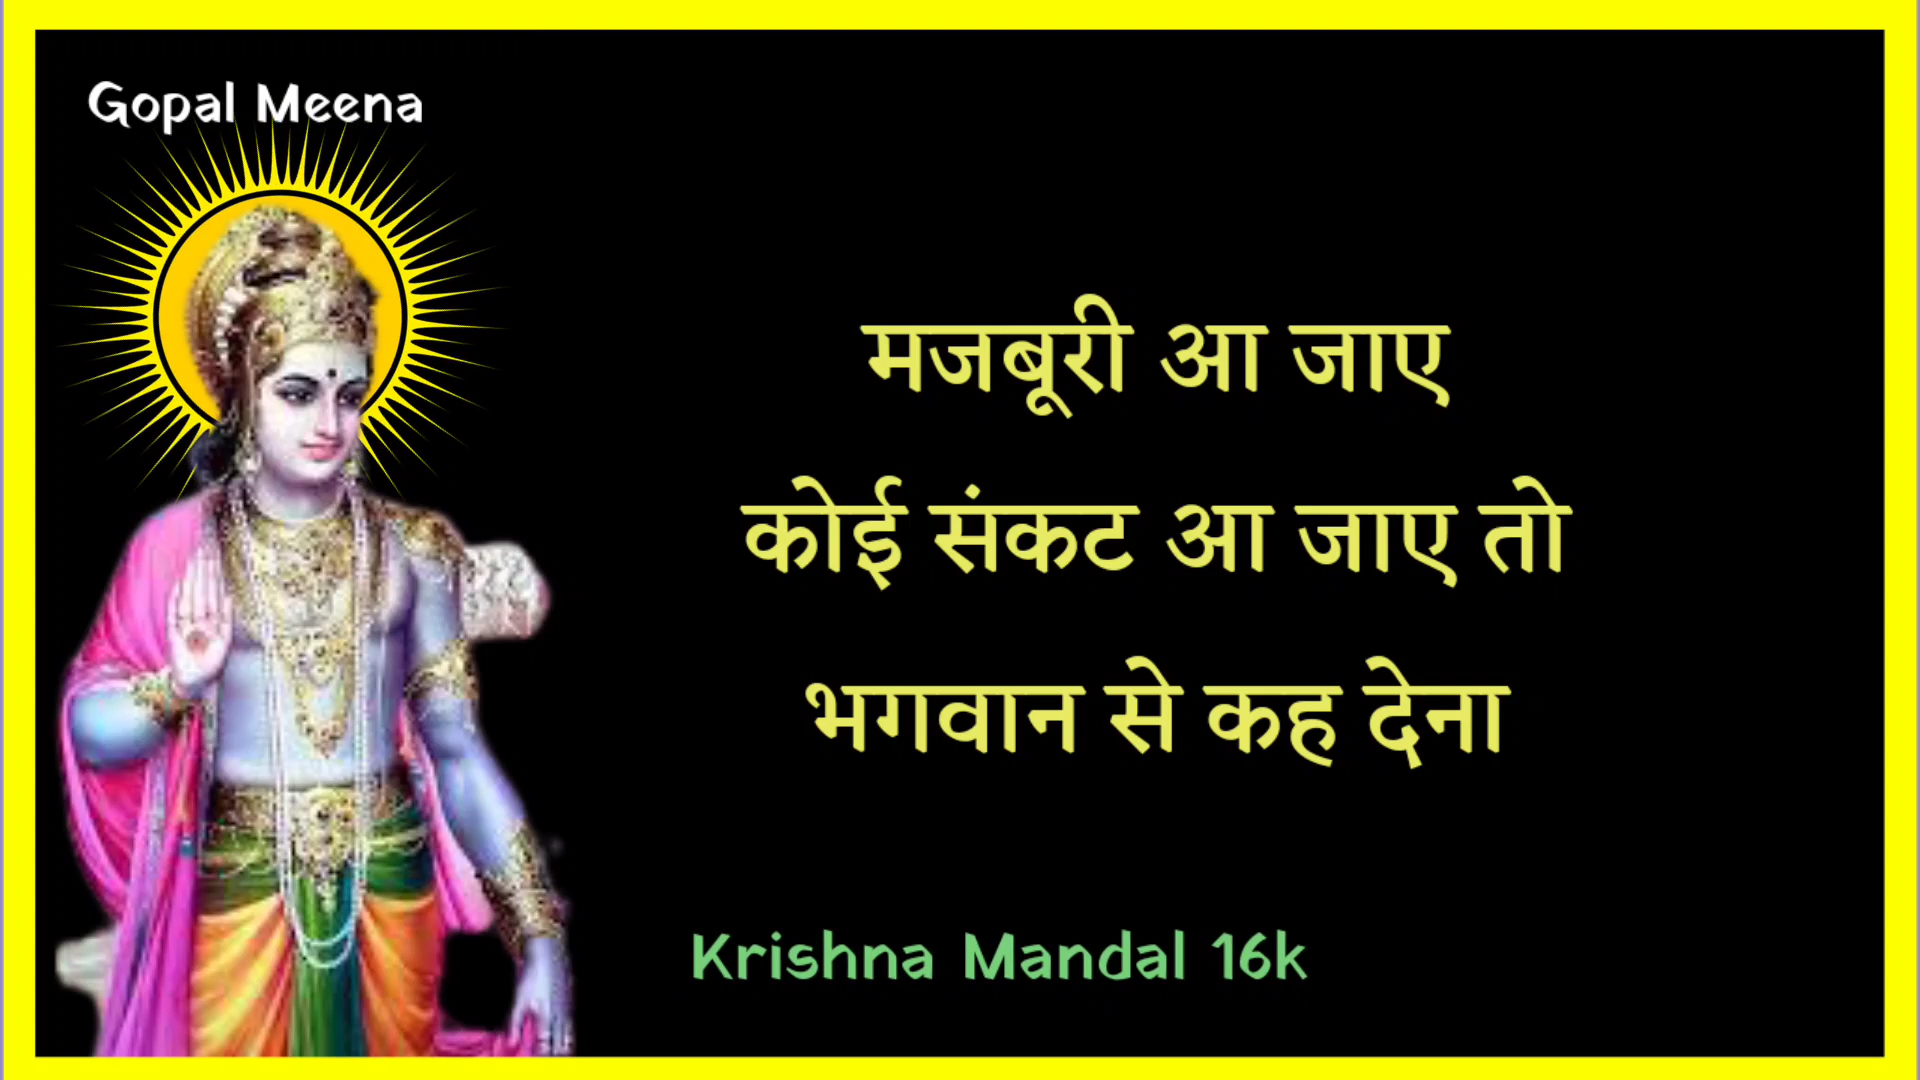 Gopal Meena
मजबूरी आ जाए
कोई संकट आ जाए तो
भगवान से कह देना
Krishna Mandal 16k